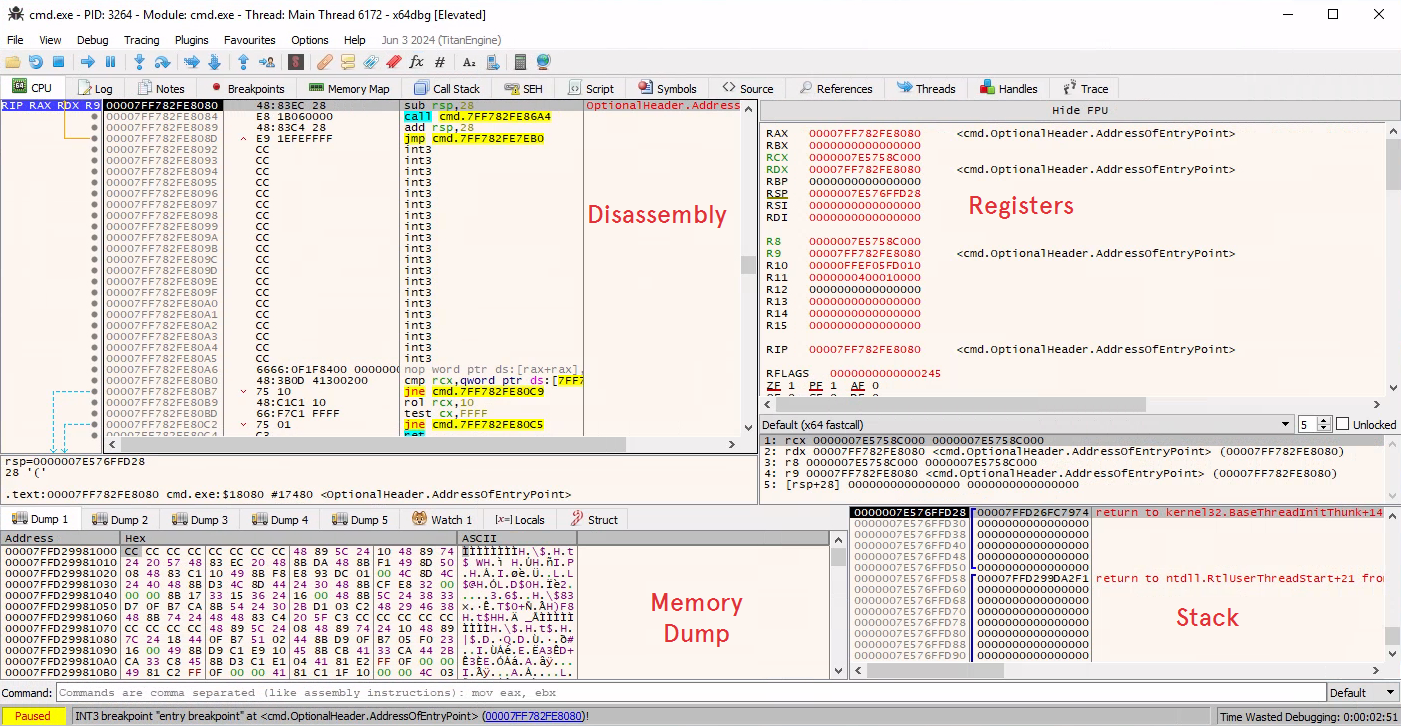 cmd.exe - PID: 3264 - Module: cmd.exe - Thread: Main Thread 6172 - x64dbg [Elevated]
File View Debug Tracing Plugins Favourites Options Help Jun 3 2024 (TitanEngine)
CPU Log Notes Breakpoints Memory Map Call Stack SEH Script Symbols Source References Threads Handles Trace
RIP RAX RDX R9 00007FF782FE8080 48:83EC 28 sub rsp,28 OptionalHeader.Address
00007FF782FE8084 E8 1B060000 call cmd.7FF782FE86A4
00007FF782FE8089 48:83C4 28 add rsp,28
00007FF782FE808D E9 1EFEFFFF jmp cmd.7FF782FE7EB0
00007FF782FE8092 CC int3
00007FF782FE8093 CC int3
00007FF782FE8094 CC int3
00007FF782FE8095 CC int3
00007FF782FE8096 CC int3
00007FF782FE8097 CC int3
00007FF782FE8098 CC int3
00007FF782FE8099 CC int3
00007FF782FE809A CC int3
00007FF782FE809B CC int3
00007FF782FE809C CC int3
00007FF782FE809D CC int3
00007FF782FE809E CC int3
00007FF782FE809F CC int3
00007FF782FE80A0 CC int3
00007FF782FE80A1 CC int3
00007FF782FE80A2 CC int3
00007FF782FE80A3 CC int3
00007FF782FE80A4 CC int3
00007FF782FE80A5 CC int3
00007FF782FE80A6 6666:0F1F8400 0000000 nop word ptr ds:[rax+rax],
00007FF782FE80B0 48:3B0D 41300200 cmp rcx,qword ptr ds:[7FF7
00007FF782FE80B7 75 10 jne cmd.7FF782FE80C9
00007FF782FE80B9 48:C1C1 10 rol rcx,10
00007FF782FE80BD 66:F7C1 FFFF test cx,FFFF
00007FF782FE80C2 75 01 jne cmd.7FF782FE80C5
00007FF782FE80C4 C3 ret
Disassembly
rsp=0000007E576FFD28
28 '('
.text:00007FF782FE8080 cmd.exe:$18080 #17480 <OptionalHeader.AddressOfEntryPoint>
Hide FPU
RAX 00007FF782FE8080 <cmd.OptionalHeader.AddressOfEntryPoint>
RBX 0000000000000000
RCX 0000007E5758C000
RDX 00007FF782FE8080 <cmd.OptionalHeader.AddressOfEntryPoint>
RBP 0000000000000000
RSP 0000007E576FFD28
RSI 0000000000000000
RDI 0000000000000000
Registers
R8 0000007E5758C000
R9 00007FF782FE8080 <cmd.OptionalHeader.AddressOfEntryPoint>
R10 00000FFEF05FD010
R11 0000000400010000
R12 0000000000000000
R13 0000000000000000
R14 0000000000000000
R15 0000000000000000
RIP 00007FF782FE8080 <cmd.OptionalHeader.AddressOfEntryPoint>
RFLAGS 0000000000000245
ZF 1 PF 1 AF 0
Default (x64 fastcall) 5 Unlocked
1: rcx 0000007E5758C000 0000007E5758C000
2: rdx 00007FF782FE8080 <cmd.OptionalHeader.AddressOfEntryPoint> (00007FF782FE8080)
3: r8 0000007E5758C000 0000007E5758C000
4: r9 00007FF782FE8080 <cmd.OptionalHeader.AddressOfEntryPoint> (00007FF782FE8080)
5: [rsp+28] 0000000000000000 0000000000000000
Dump 1 Dump 2 Dump 3 Dump 4 Dump 5 Watch 1 [x=] Locals Struct
Address Hex ASCII
00007FFD29981000 CC CC CC CC CC CC CC CC 48 89 5C 24 10 48 89 74 ÌÌÌÌÌÌÌÌH.\$.H.t
00007FFD29981010 24 20 57 48 83 EC 20 48 8B DA 48 8B F1 49 8D 50
00007FFD29981020 08 48 83 C1 10 49 8B F8 E8 93 DC 01 00 4C 8D 4C
00007FFD29981030 24 40 48 8B D3 4C 8D 44 24 30 48 8B CF E8 32 00
00007FFD29981040 00 00 8B 17 33 15 36 24 16 00 48 8B 5C 24 38 33
00007FFD29981050 D7 0F B7 CA 8B 54 24 30 2B D1 03 C2 48 29 46 38
00007FFD29981060 48 8B 74 24 48 48 83 C4 20 5F C3 CC CC CC CC CC
00007FFD29981070 CC CC CC CC 48 89 5C 24 08 48 89 74 24 10 48 89
00007FFD29981080 7C 24 18 44 0F B7 51 02 44 8B D9 0F B7 05 F0 23
00007FFD29981090 16 00 49 8B D9 C1 E9 10 45 8B CB 41 33 CA 44 2B
00007FFD299810A0 CA 33 C8 45 8B D3 C1 E1 04 41 81 E2 FF 0F 00 00
00007FFD299810B0 49 81 C2 FF 0F 00 00 41 81 C1 1F 10 00 00 4C 03
Memory
Dump
0000007E576FFD28 00007FFD26FC7974 return to kernel32.BaseThreadInitThunk+14
0000007E576FFD30 0000000000000000
0000007E576FFD38 0000000000000000
0000007E576FFD40 0000000000000000
0000007E576FFD48 0000000000000000
0000007E576FFD50 0000000000000000
0000007E576FFD58 00007FFD299DA2F1 return to ntdll.RtlUserThreadStart+21 from
0000007E576FFD60 0000000000000000
0000007E576FFD68 0000000000000000
0000007E576FFD70 0000000000000000
0000007E576FFD78 0000000000000000
0000007E576FFD80 0000000000000000
0000007E576FFD88 0000000000000000
0000007E576FFD90 0000000000000000
Stack
Command: Commands are comma separated (like assembly instructions): mov eax, ebx Default
Paused INT3 breakpoint "entry breakpoint" at <cmd.OptionalHeader.AddressOfEntryPoint> (00007FF782FE8080)! Time Wasted Debugging: 0:00:02:51